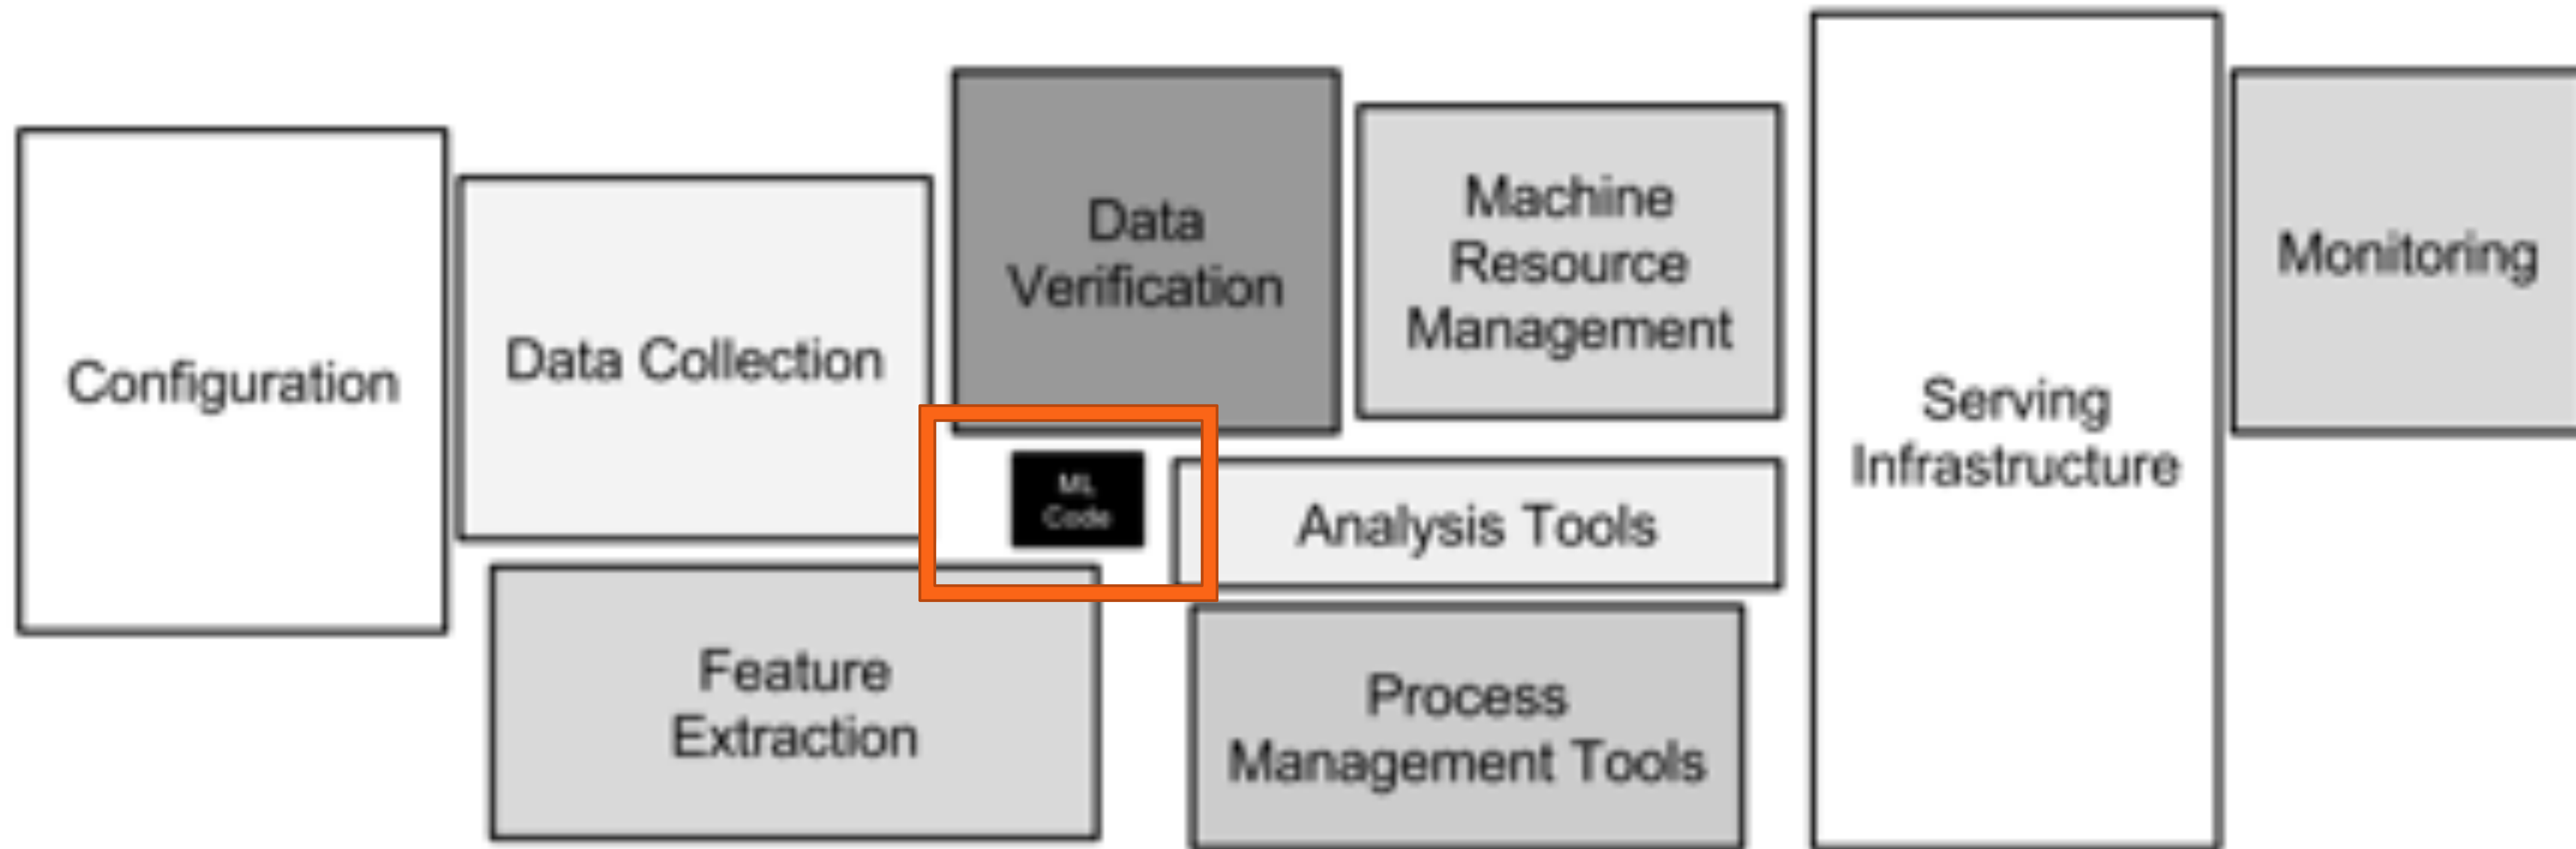 Configuration
Data Collection
Data
Verification
Machine
Resource
Management
Serving
Infrastructure
Monitoring
ML
Code
Analysis Tools
Feature
Extraction
Process
Management Tools